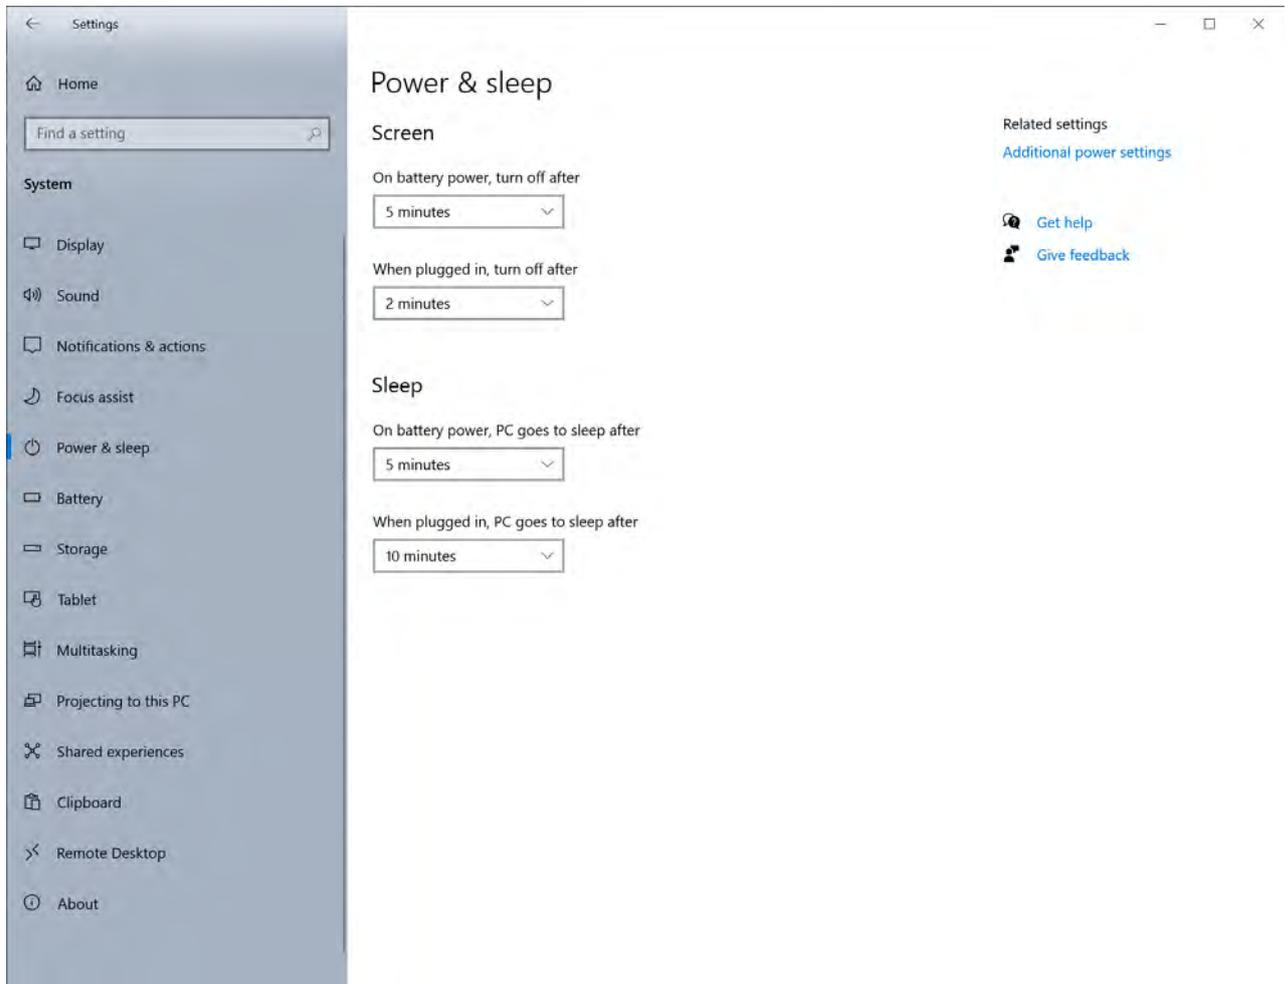 Settings
Home
Find a setting
System
Display
Sound
Notifications & actions
Focus assist
Power & sleep
Battery
Storage
Tablet
Multitasking
Projecting to this PC
Shared experiences
Clipboard
Remote Desktop
About
Power & sleep
Screen
On battery power, turn off after
5 minutes
When plugged in, turn off after
2 minutes
Sleep
On battery power, PC goes to sleep after
5 minutes
When plugged in, PC goes to sleep after
10 minutes
Related settings
Additional power settings
Get help
Give feedback